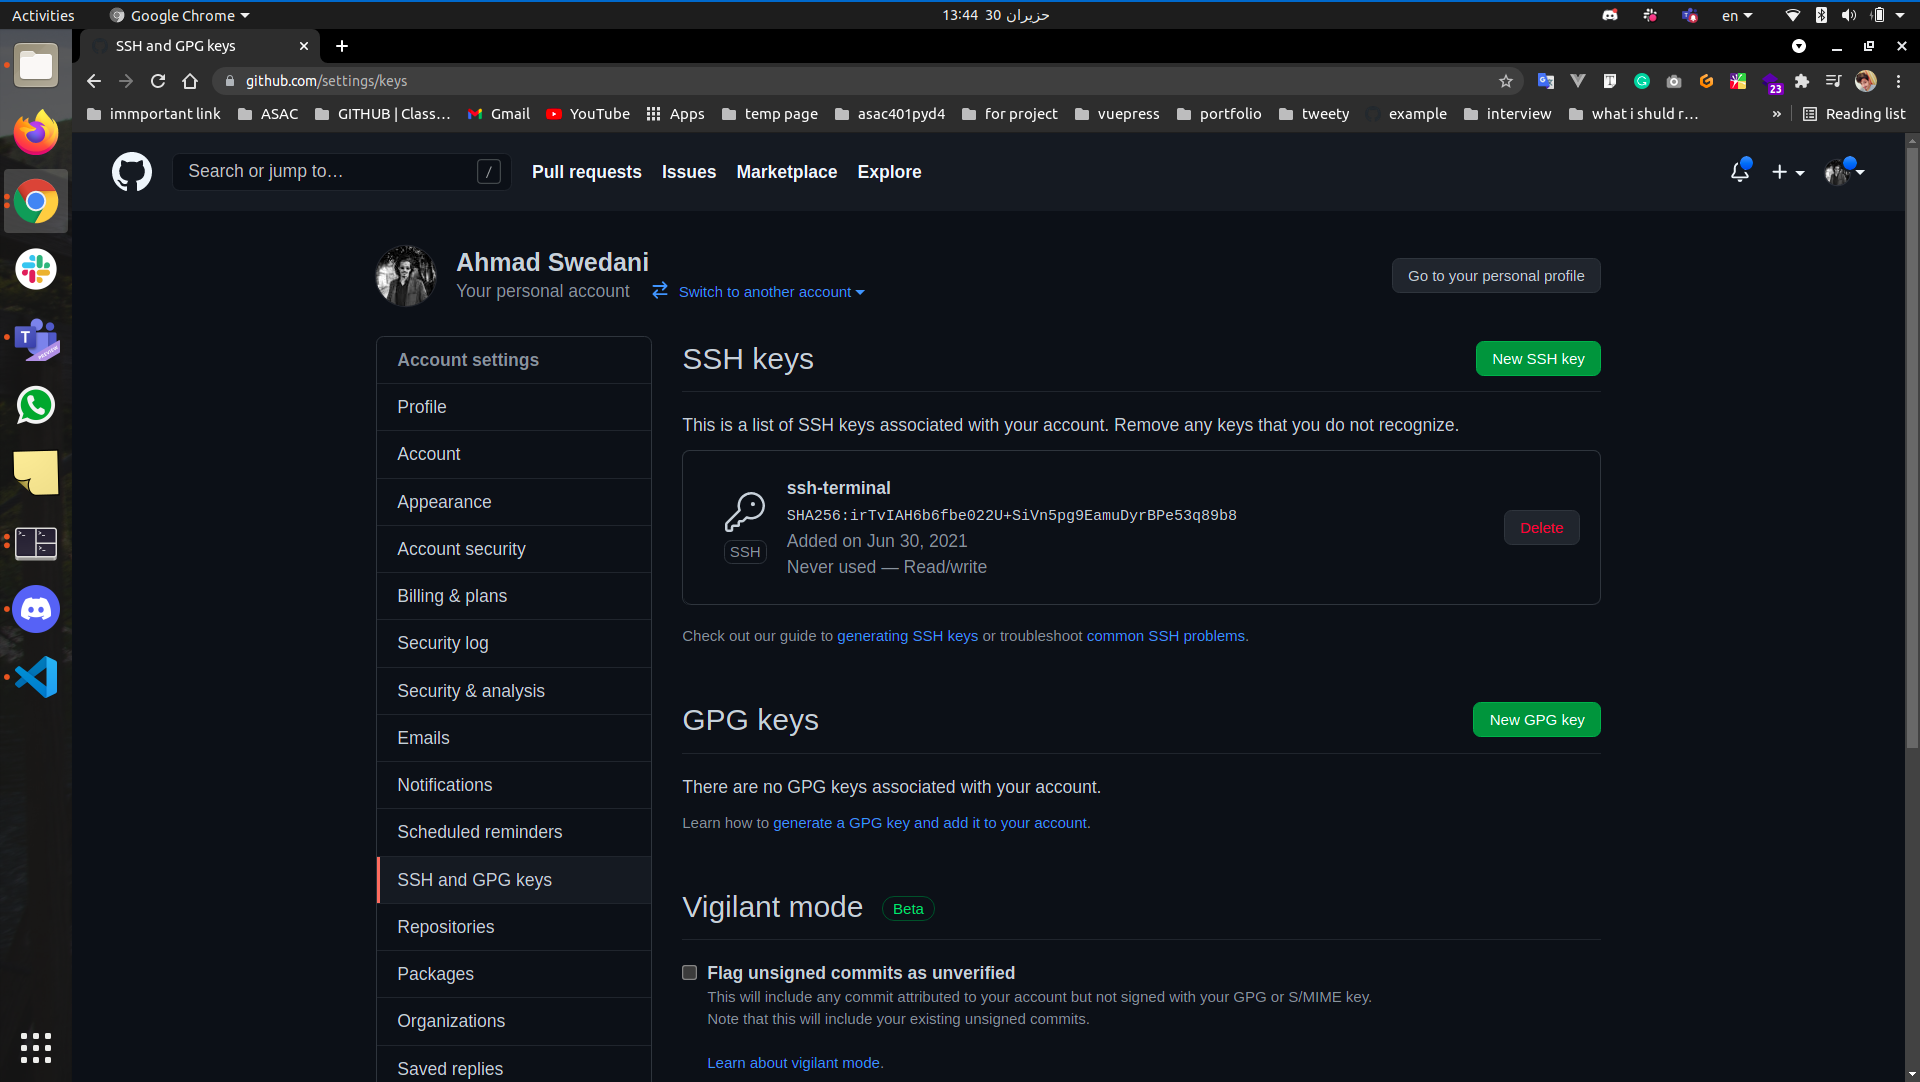 Activities
Google Chrome
13:44 30 حزيران
en
SSH and GPG keys
github.com/settings/keys
23
immportant link
ASAC
GITHUB | Class…
Gmail
YouTube
Apps
temp page
asac401pyd4
for project
vuepress
portfolio
tweety
example
interview
what i shuld r…
»
Reading list
Search or jump to…
/
Pull requests
Issues
Marketplace
Explore
Ahmad Swedani
Your personal account
Switch to another account
Go to your personal profile
Account settings
Profile
Account
Appearance
Account security
Billing & plans
Security log
Security & analysis
Emails
Notifications
Scheduled reminders
SSH and GPG keys
Repositories
Packages
Organizations
Saved replies
SSH keys
New SSH key
This is a list of SSH keys associated with your account. Remove any keys that you do not recognize.
ssh-terminal
SHA256:irTvIAH6b6fbe022U+SiVn5pg9EamuDyrBPe53q89b8
Added on Jun 30, 2021
Never used — Read/write
SSH
Delete
Check out our guide to generating SSH keys or troubleshoot common SSH problems.
GPG keys
New GPG key
There are no GPG keys associated with your account.
Learn how to generate a GPG key and add it to your account.
Vigilant mode
Beta
Flag unsigned commits as unverified
This will include any commit attributed to your account but not signed with your GPG or S/MIME key.
Note that this will include your existing unsigned commits.
Learn about vigilant mode.